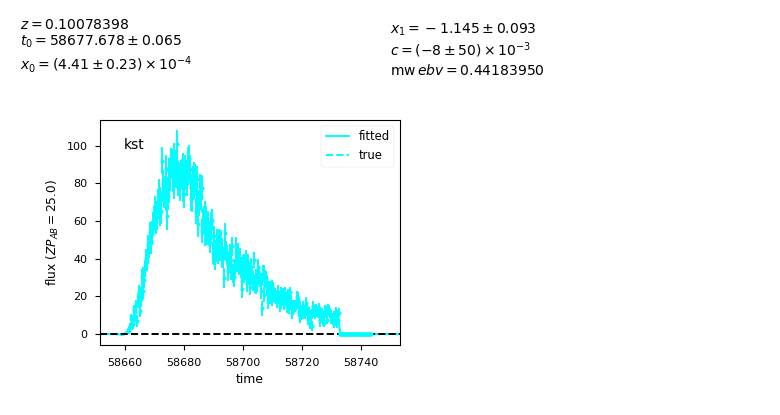 z = 0.10078398
t₀ = 58677.678 ± 0.065
x₀ = (4.41 ± 0.23) × 10⁻⁴
x₁ = −1.145 ± 0.093
c = (−8 ± 50) × 10⁻³
mw ebv = 0.44183950
kst
fitted
true
100
80
60
40
20
0
flux (ZP_AB = 25.0)
58660 58680 58700 58720 58740
time